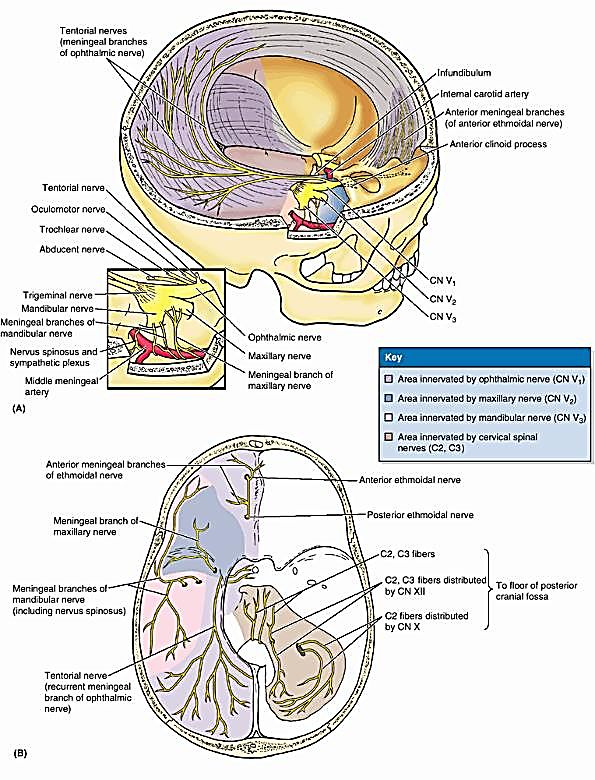 Tentorial nerves
(meningeal branches
of ophthalmic nerve)
Infundibulum
Internal carotid artery
Anterior meningeal branches
(of anterior ethmoidal nerve)
Anterior clinoid process
Tentorial nerve
Oculomotor nerve
Trochlear nerve
Abducent nerve
CN V1
CN V2
CN V3
Trigeminal nerve
Mandibular nerve
Meningeal branches of
mandibular nerve
Nervus spinosus and
sympathetic plexus
Middle meningeal
artery
Ophthalmic nerve
Maxillary nerve
Meningeal branch of
maxillary nerve
(A)
Key
Area innervated by ophthalmic nerve (CN V1)
Area innervated by maxillary nerve (CN V2)
Area innervated by mandibular nerve (CN V3)
Area innervated by cervical spinal
nerves (C2, C3)
Anterior meningeal branches
of ethmoidal nerve
Anterior ethmoidal nerve
Posterior ethmoidal nerve
Meningeal branch of
maxillary nerve
C2, C3 fibers
C2, C3 fibers distributed
by CN XII
C2 fibers distributed
by CN X
To floor of posterior
cranial fossa
Meningeal branches of
mandibular nerve
(including nervus spinosus)
Tentorial nerve
(recurrent meningeal
branch of ophthalmic
nerve)
(B)